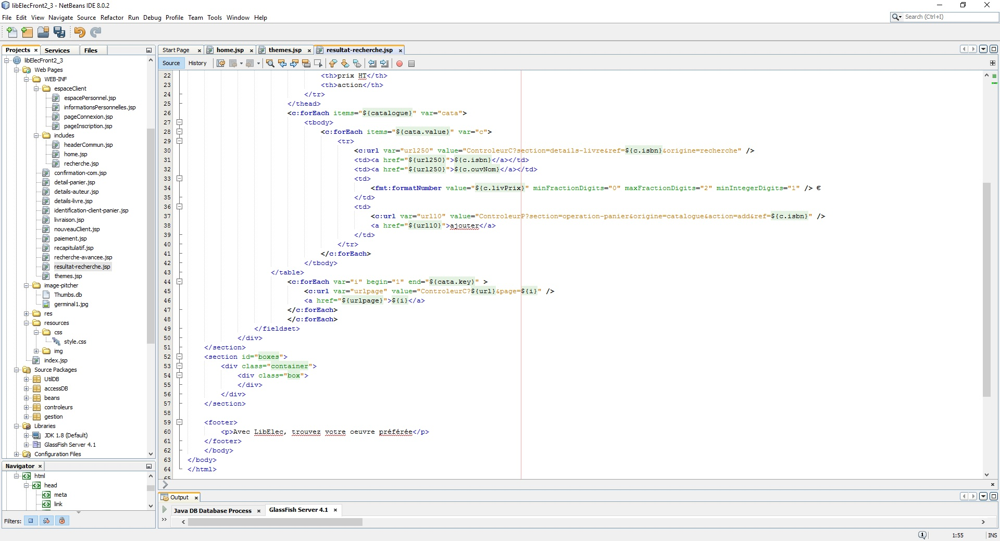 libElecFront2_3 - NetBeans IDE 8.0.2
File Edit View Navigate Source Refactor Run Debug Profile Team Tools Window Help
Search (Ctrl+I)
Projects Services Files
libElecFront2_3
Web Pages
WEB-INF
espaceClient
espacePersonnel.jsp
informationsPersonnelles.jsp
pageConnexion.jsp
pageInscription.jsp
includes
headerCommun.jsp
home.jsp
recherche.jsp
confirmation-com.jsp
detail-panier.jsp
details-auteur.jsp
details-livre.jsp
identification-client-panier.jsp
livraison.jsp
nouveauClient.jsp
paiement.jsp
recapitulatif.jsp
recherche-avancee.jsp
resultat-recherche.jsp
themes.jsp
image-pitcher
Thumbs.db
germinal1.jpg
res
resources
css
style.css
img
index.jsp
Source Packages
UtilDB
accessDB
beans
controleurs
gestion
Libraries
JDK 1.8 (Default)
GlassFish Server 4.1
Configuration Files
Navigator
html
head
meta
link
Filters:
Start Page home.jsp themes.jsp resultat-recherche.jsp
Source History
22 <th>prix HT</th>
23 <th>action</th>
24 </tr>
25 </thead>
26 <c:forEach items="${catalogue}" var="cata">
27 <tbody>
28 <c:forEach items="${cata.value}" var="c">
29 <tr>
30 <c:url var="url250" value="ControleurC?section=details-livre&ref=${c.isbn}&origine=recherche" />
31 <td><a href="${url250}">${c.isbn}</a></td>
32 <td><a href="${url250}">${c.ouvNom}</a></td>
33 <td>
34 <fmt:formatNumber value="${c.livPrix}" minFractionDigits="0" maxFractionDigits="2" minIntegerDigits="1" /> €
35 </td>
36 <td>
37 <c:url var="url10" value="ControleurP?section=operation-panier&origine=catalogue&action=add&ref=${c.isbn}" />
38 <a href="${url10}">ajouter</a>
39 </td>
40 </tr>
41 </c:forEach>
42 </tbody>
43 </table>
44 <c:forEach var="i" begin="1" end="${cata.key}" >
45 <c:url var="urlpage" value="ControleurC?${url}&page=${i}" />
46 <a href="${urlpage}">${i}</a>
47 </c:forEach>
48 </c:forEach>
49 </fieldset>
50 </div>
51 </section>
52 <section id="boxes">
53 <div class="container">
54 <div class="box">
55 </div>
56 </div>
57 </section>
58
59 <footer>
60 <p>Avec LibElec, trouvez votre oeuvre préférée</p>
61 </footer>
62 </body>
63 </body>
64 </html>
65
Output
Java DB Database Process GlassFish Server 4.1
1 1:55 INS